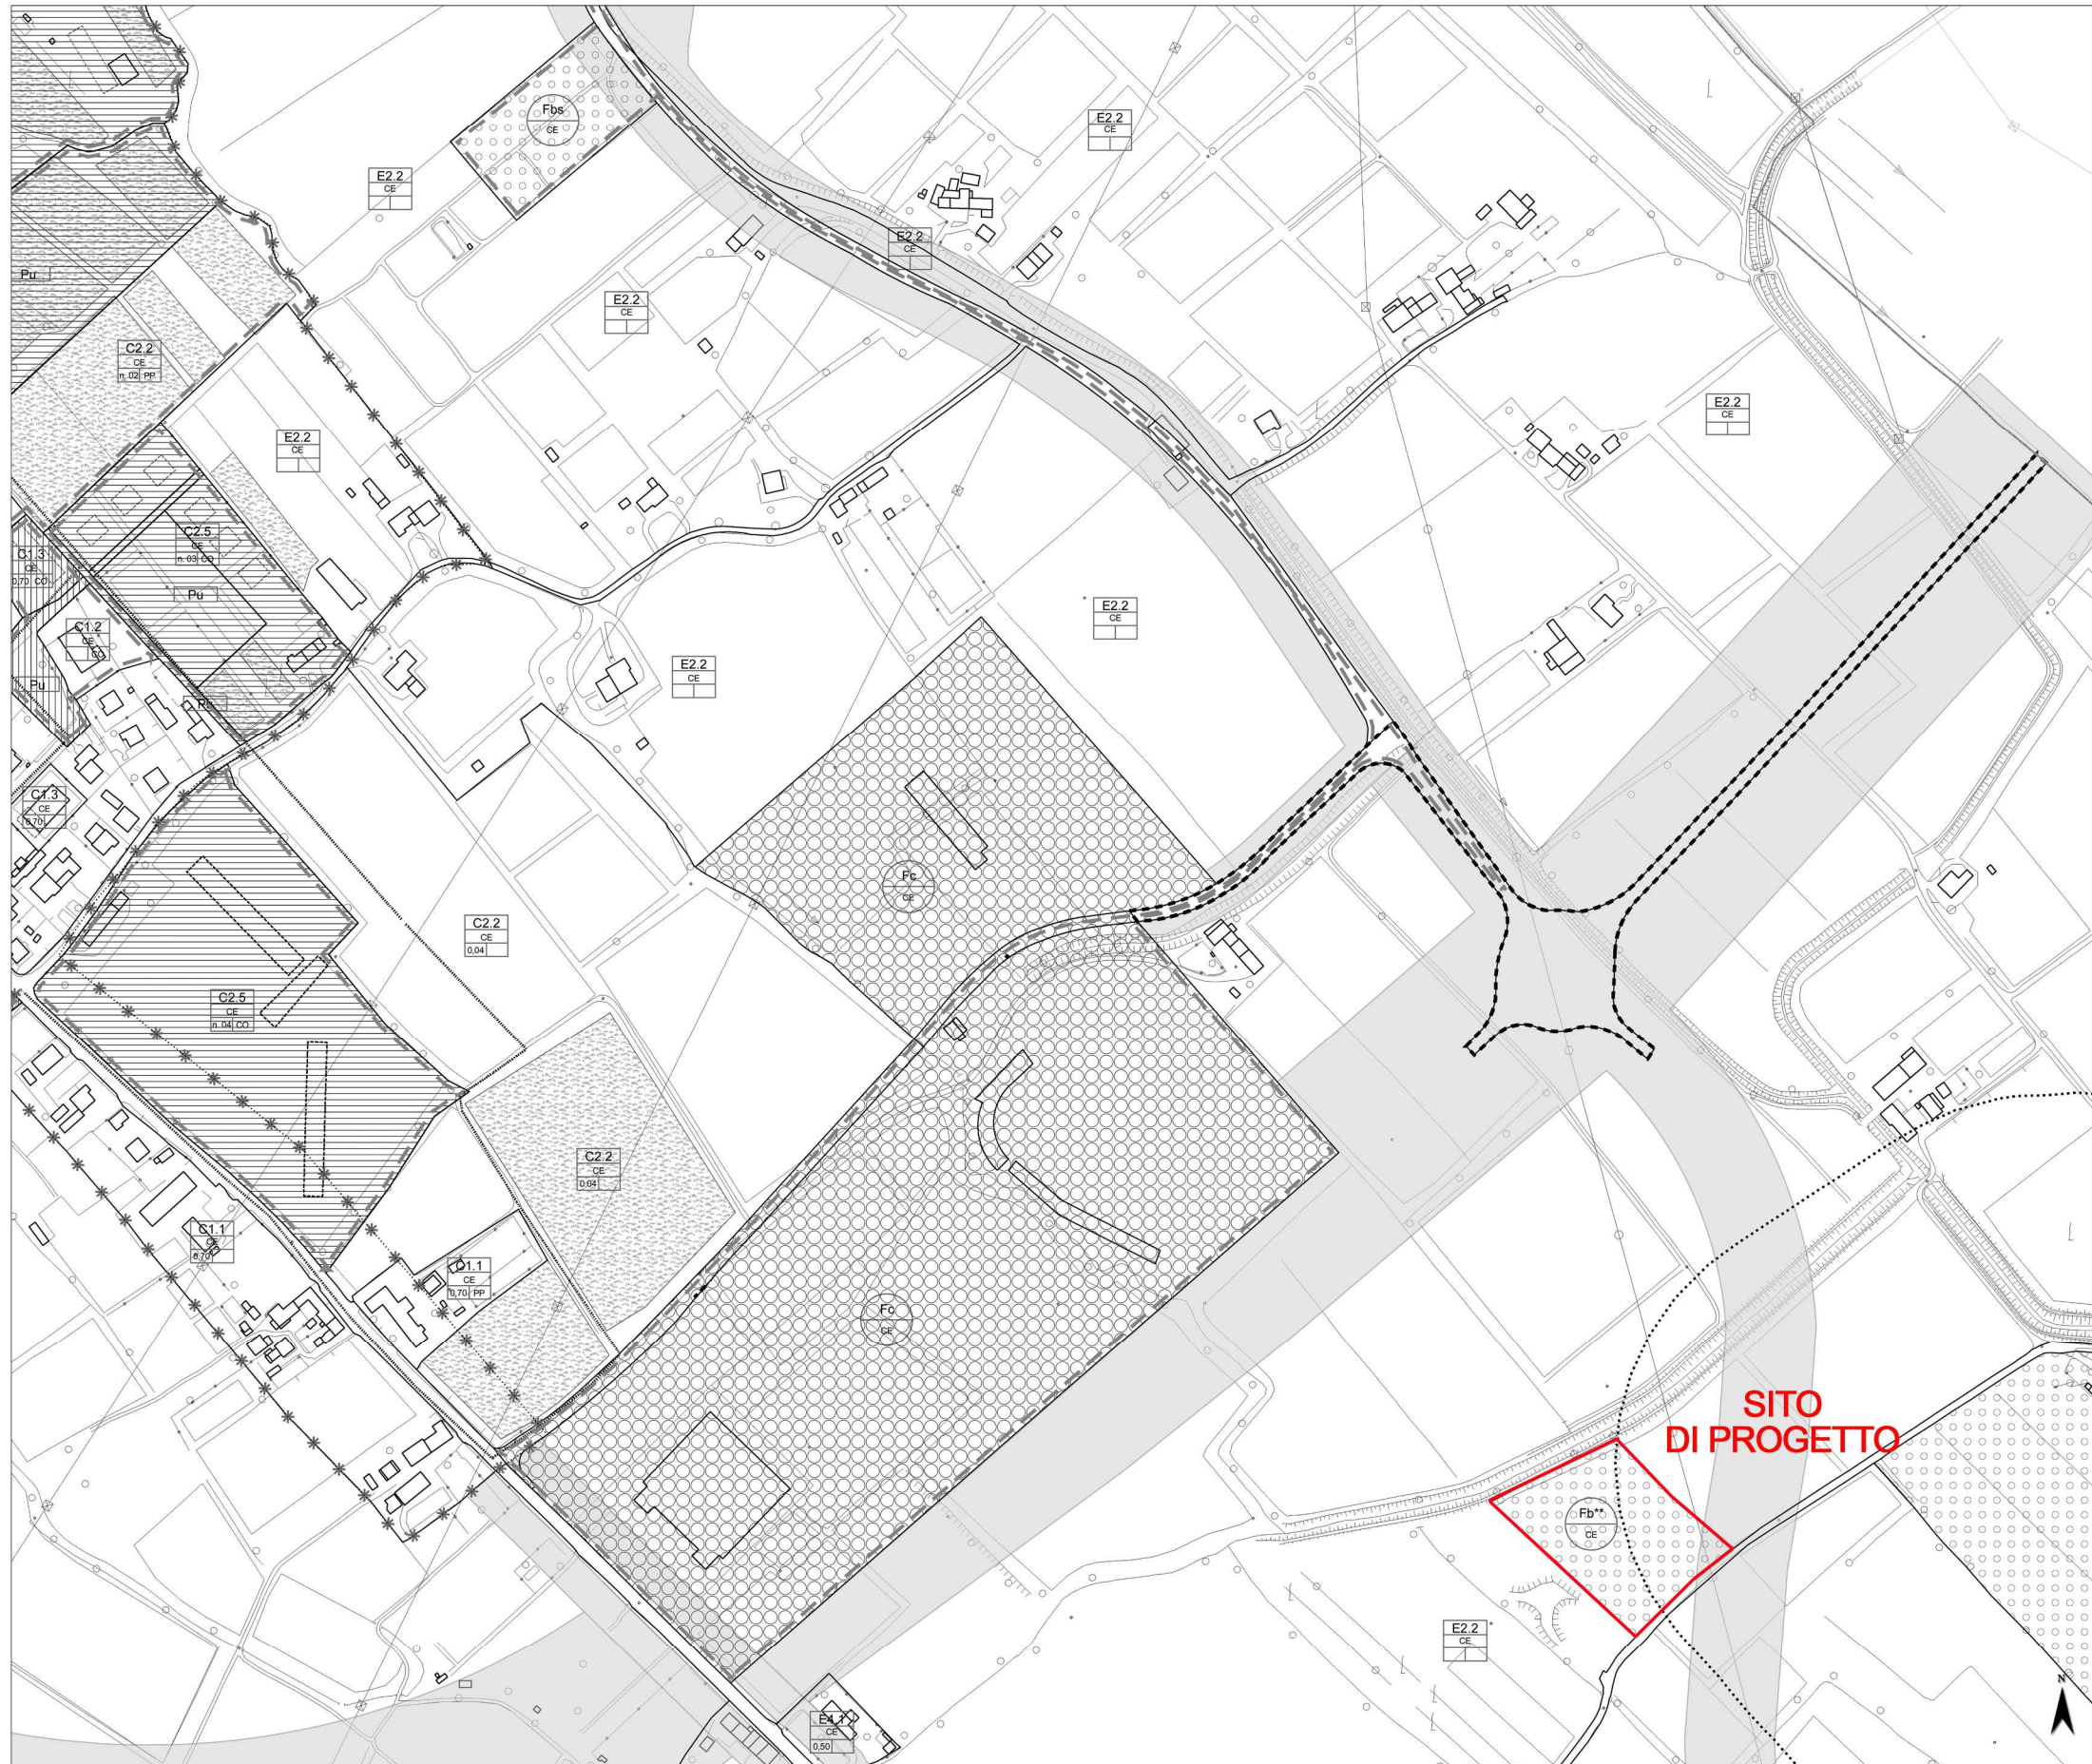 Fbs
CE
E2.2
CE
E2.2
CE
E2.2
CE
Pu
E2.2
CE
C2.2
CE
n. 02 PP
E2.2
CE
E2.2
CE
C2.5
CE
n. 03 CO
C1.3
CE
0,70 CO
Pu
E2.2
CE
C1.2
CE
CO
E2.2
CE
Pu
C1.3
CE
0,70
Fc
CE
C2.2
CE
0,04
C2.5
CE
n. 04 CO
C2.2
CE
0,04
C1.1
CE
0,70
C1.1
CE
0,70 PP
Fc
CE
SITO
DI PROGETTO
Fb**
CE
E2.2
CE
N
E4.1
CE
0,50